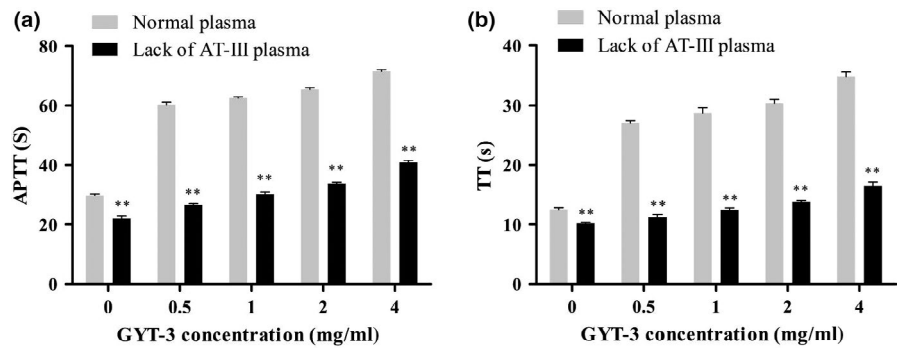 (a)
Normal plasma
Lack of AT-III plasma
APTT (S)
80
60
40
20
0
** ** ** ** **
0 0.5 1 2 4
GYT-3 concentration (mg/ml)
(b)
Normal plasma
Lack of AT-III plasma
TT (s)
40
30
20
10
0
** ** ** ** **
0 0.5 1 2 4
GYT-3 concentration (mg/ml)